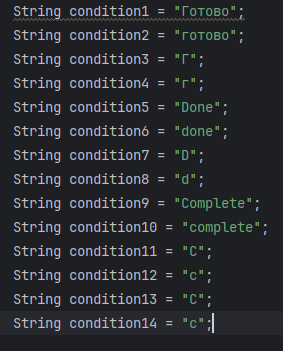 String condition1 = "Готово";
String condition2 = "готово";
String condition3 = "Г";
String condition4 = "г";
String condition5 = "Done";
String condition6 = "done";
String condition7 = "D";
String condition8 = "d";
String condition9 = "Complete";
String condition10 = "complete";
String condition11 = "C";
String condition12 = "c";
String condition13 = "С";
String condition14 = "с";